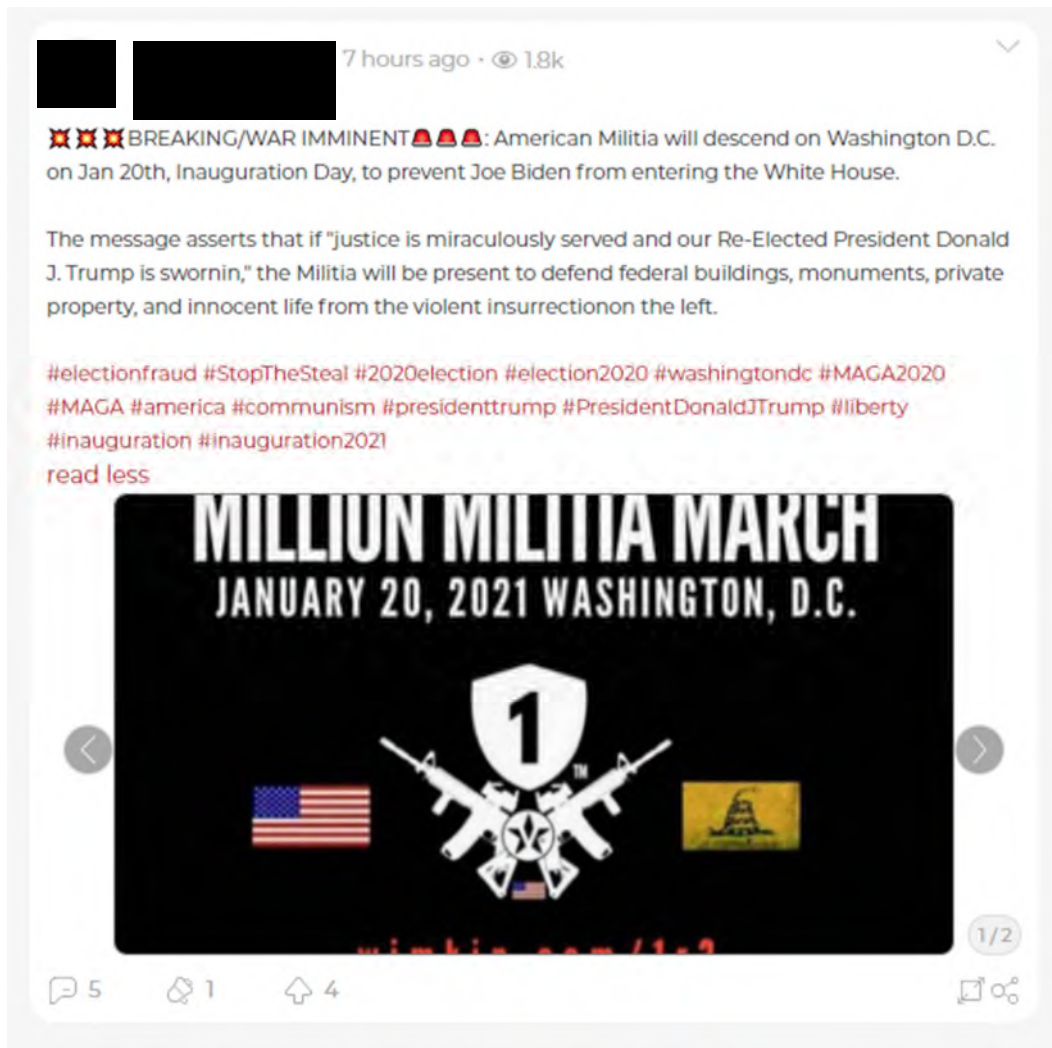 7 hours ago · 1.8k
💥💥💥BREAKING/WAR IMMINENT🚨🚨🚨: American Militia will descend on Washington D.C.
on Jan 20th, Inauguration Day, to prevent Joe Biden from entering the White House.
The message asserts that if "justice is miraculously served and our Re-Elected President Donald
J. Trump is swornin," the Militia will be present to defend federal buildings, monuments, private
property, and innocent life from the violent insurrectionon the left.
#electionfraud #StopTheSteal #2020election #election2020 #washingtondc #MAGA2020
#MAGA #america #communism #presidenttrump #PresidentDonaldJTrump #liberty
#inauguration #inauguration2021
read less
MILLION MILITIA MARCH
JANUARY 20, 2021 WASHINGTON, D.C.
1
TM
1/2
5 1 4